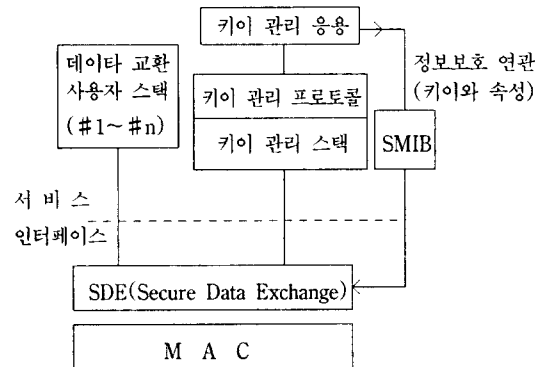 키이 관리 응용
데이타 교환
사용자 스택
(#1~#n)
키이 관리 프로토콜
키이 관리 스택
정보보호 연관
(키이와 속성)
SMIB
서 비 스
인터페이스
SDE(Secure Data Exchange)
M A C